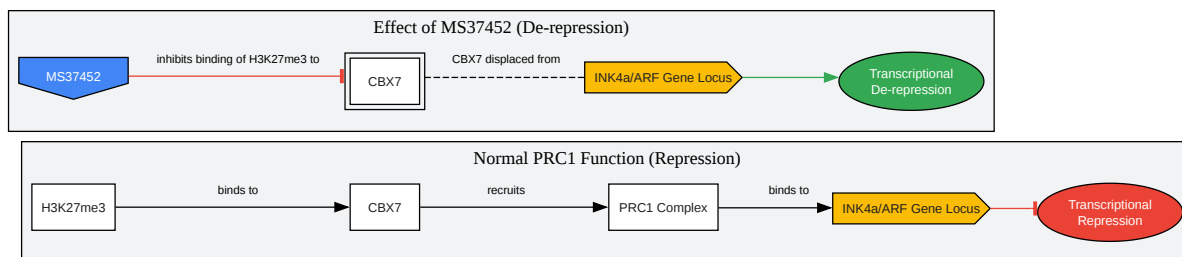 Effect of MS37452 (De-repression)
MS37452
inhibits binding of H3K27me3 to
CBX7
CBX7 displaced from
INK4a/ARF Gene Locus
Transcriptional
De-repression
Normal PRC1 Function (Repression)
H3K27me3
binds to
CBX7
recruits
PRC1 Complex
binds to
INK4a/ARF Gene Locus
Transcriptional
Repression